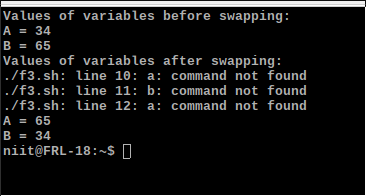 Values of variables before swapping:
A = 34
B = 65
Values of variables after swapping:
./f3.sh: line 10: a: command not found
./f3.sh: line 11: b: command not found
./f3.sh: line 12: a: command not found
A = 65
B = 34
niit@FRL-18:~$